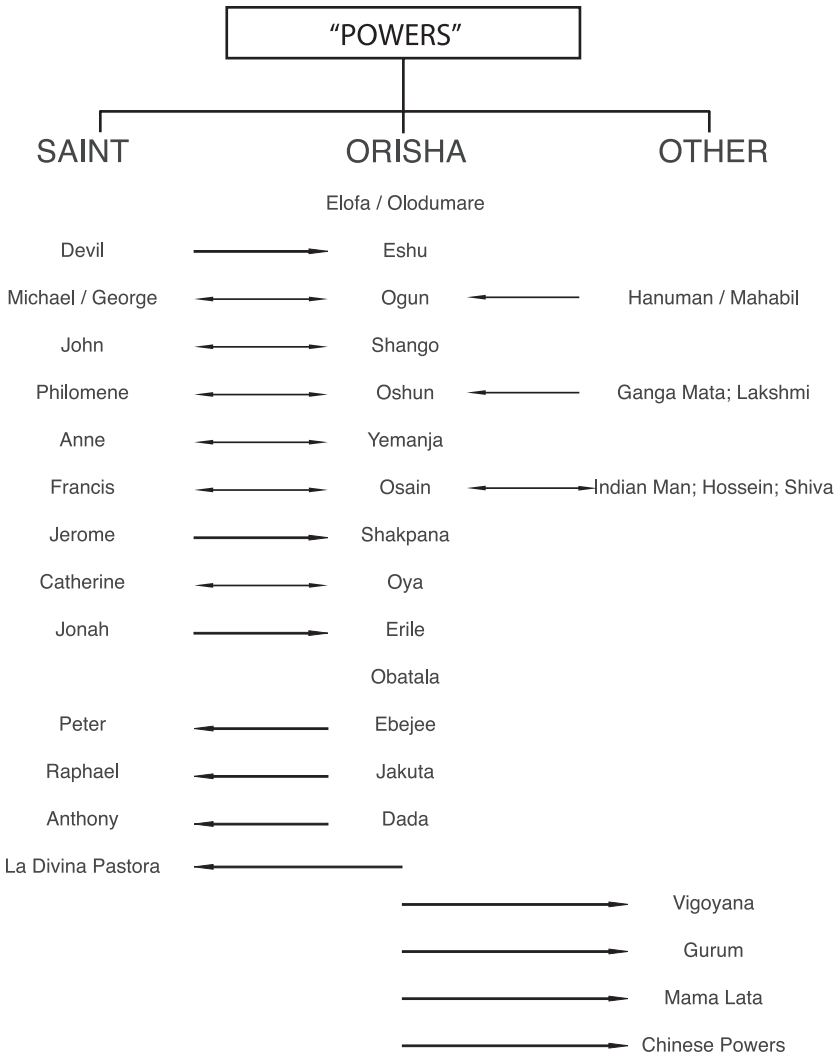 “POWERS”
SAINT ORISHA OTHER
Elofa / Olodumare
Devil Eshu
Michael / George Ogun Hanuman / Mahabil
John Shango
Philomene Oshun Ganga Mata; Lakshmi
Anne Yemanja
Francis Osain Indian Man; Hossein; Shiva
Jerome Shakpana
Catherine Oya
Jonah Erile
Obatala
Peter Ebejee
Raphael Jakuta
Anthony Dada
La Divina Pastora
Vigoyana
Gurum
Mama Lata
Chinese Powers